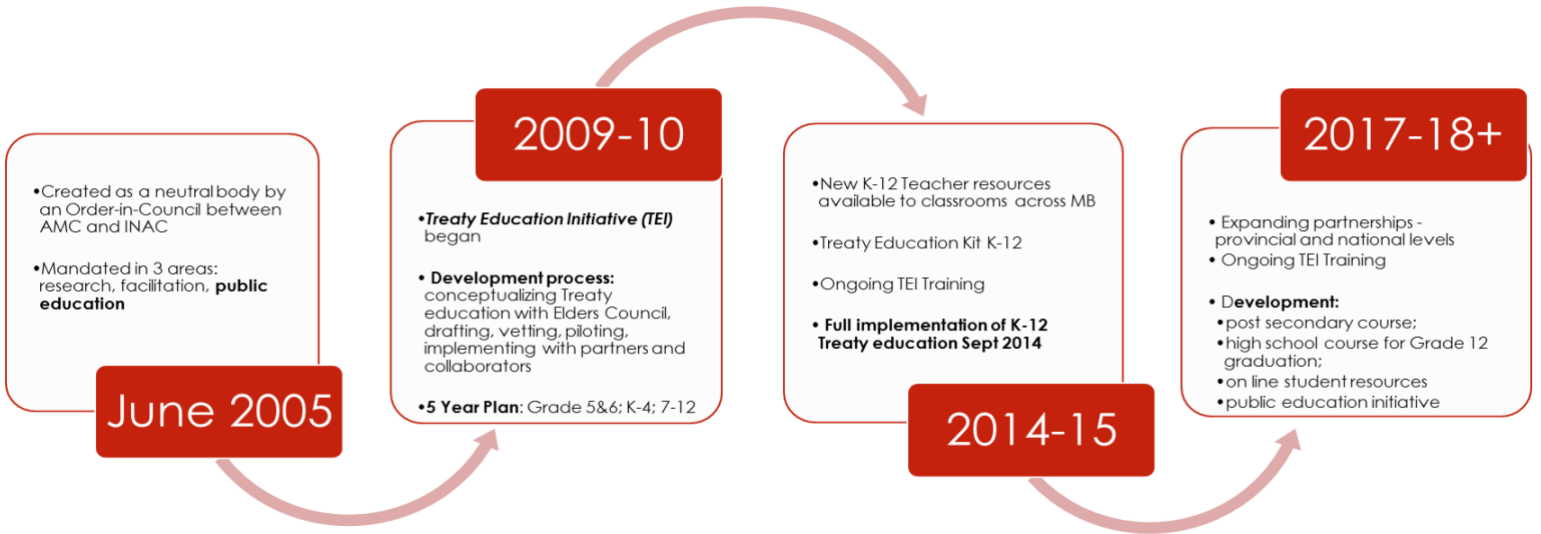 •Created as a neutral body by
an Order-in-Council between
AMC and INAC
•Mandated in 3 areas:
research, facilitation, public
education
June 2005
2009-10
•Treaty Education Initiative (TEI)
began
• Development process:
conceptualizing Treaty
education with Elders Council,
drafting, vetting, piloting,
implementing with partners and
collaborators
•5 Year Plan: Grade 5&6; K-4; 7-12
•New K-12 Teacher resources
available to classrooms across MB
•Treaty Education Kit K-12
•Ongoing TEI Training
• Full implementation of K-12
Treaty education Sept 2014
2014-15
2017-18+
• Expanding partnerships -
provincial and national levels
• Ongoing TEI Training
• Development:
•post secondary course;
•high school course for Grade 12
graduation;
•on line student resources
•public education initiative